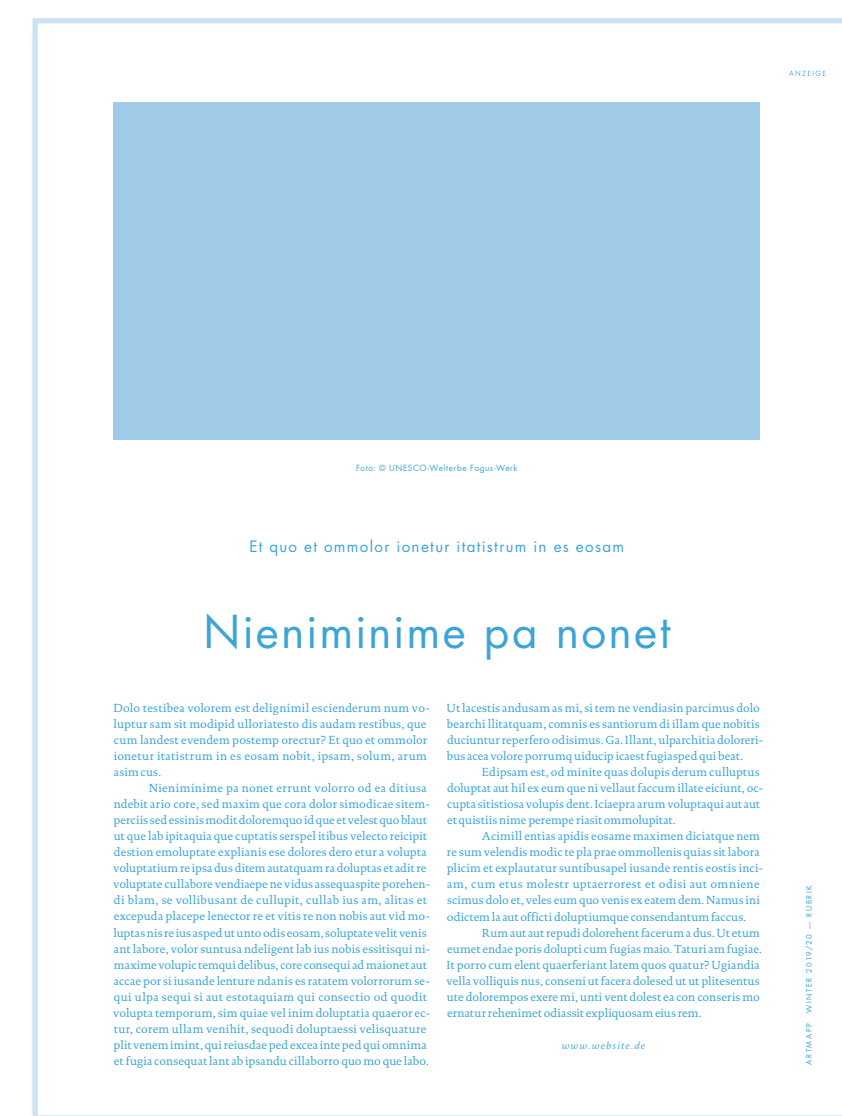 ANZEIGE
Foto: © UNESCO-Welterbe Fagus-Werk
Et quo et ommolor ionetur itatistrum in es eosam
Nieniminime pa nonet
Dolo testibea volorem est delignimil escienderum num vo-
luptur sam sit modipid ulloriatesto dis audam restibus, que
cum landest evendem postemp orectur? Et quo et ommolor
ionetur itatistrum in es eosam nobit, ipsam, solum, arum
asim cus.
Nieniminime pa nonet errunt volorro od ea ditiusa
ndebit ario core, sed maxim que cora dolor simodicae sitem-
perciis sed essinis modit doloremquo id que et velest quo blaut
ut que lab ipitaquia que cuptatis serspel itibus velecto reicipit
destion emoluptate explianis ese dolores dero etur a volupta
voluptatium re ipsa dus ditem autatquam ra doluptas et adit re
voluptate cullabore vendiaepe ne vidus assequaspite porehen-
di blam, se vollibusant de cullupit, cullab ius am, alitas et
excepuda placepe lenector re et vitis re non nobis aut vid mo-
luptas nis re ius asped ut unto odis eosam, soluptate velit venis
ant labore, volor suntusa ndeligent lab ius nobis essitisqui ni-
maxime volupic temqui delibus, core consequi ad maionet aut
accae por si iusande lenture ndanis es ratatem volorrorum se-
qui ulpa sequi si aut estotaquiam qui consectio od quodit
volupta temporum, sim quiae vel inim doluptatia quaeror ec-
tur, corem ullam venihit, sequodi doluptaessi velisquature
plit venem imint, qui reiusdae ped excea inte ped qui omnima
et fugia consequat lant ab ipsandu cillaborro quo mo que labo.
Ut lacestis andusam as mi, si tem ne vendiasin parcimus dolo
bearchi llitatquam, comnis es santiorum di illam que nobitis
duciuntur reperfero odisimus. Ga. Illant, ulparchitia doloreri-
bus acea volore porrumq uiducip icaest fugiasped qui beat.
Edipsam est, od minite quas dolupis derum culluptus
doluptat aut hil ex eum que ni vellaut faccum illate eiciunt, oc-
cupta sitistiosa volupis dent. Iciaepra arum voluptaqui aut aut
et quistiis nime perempe riasit ommolupitat.
Acimill entias apidis eosame maximen diciatque nem
re sum velendis modic te pla prae ommollenis quias sit labora
plicim et explautatur suntibusapel iusande rentis eostis inci-
am, cum etus molestr uptaerrorest et odisi aut omniene
scimus dolo et, veles eum quo venis ex eatem dem. Namus ini
odictem la aut officti doluptiumque consendantum faccus.
Rum aut aut repudi dolorehent facerum a dus. Ut etum
eumet endae poris dolupti cum fugias maio. Taturi am fugiae.
It porro cum elent quaerferiant latem quos quatur? Ugiandia
vella volliquis nus, conseni ut facera dolesed ut ut plitesentus
ute dolorempos exere mi, unti vent dolest ea con conseris mo
ernatur rehenimet odiassit expliquosam eius rem.
www.website.de
ARTMAPP WINTER 2019/20 — RUBRIK